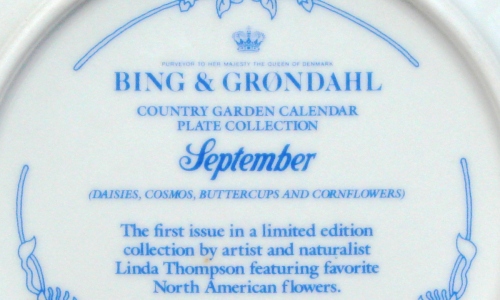 PURVEYOR TO HER MAJESTY THE QUEEN OF DENMARK
BING & GRØNDAHL
COUNTRY GARDEN CALENDAR
PLATE COLLECTION
September
(DAISIES, COSMOS, BUTTERCUPS AND CORNFLOWERS)
The first issue in a limited edition
collection by artist and naturalist
Linda Thompson featuring favorite
North American flowers.